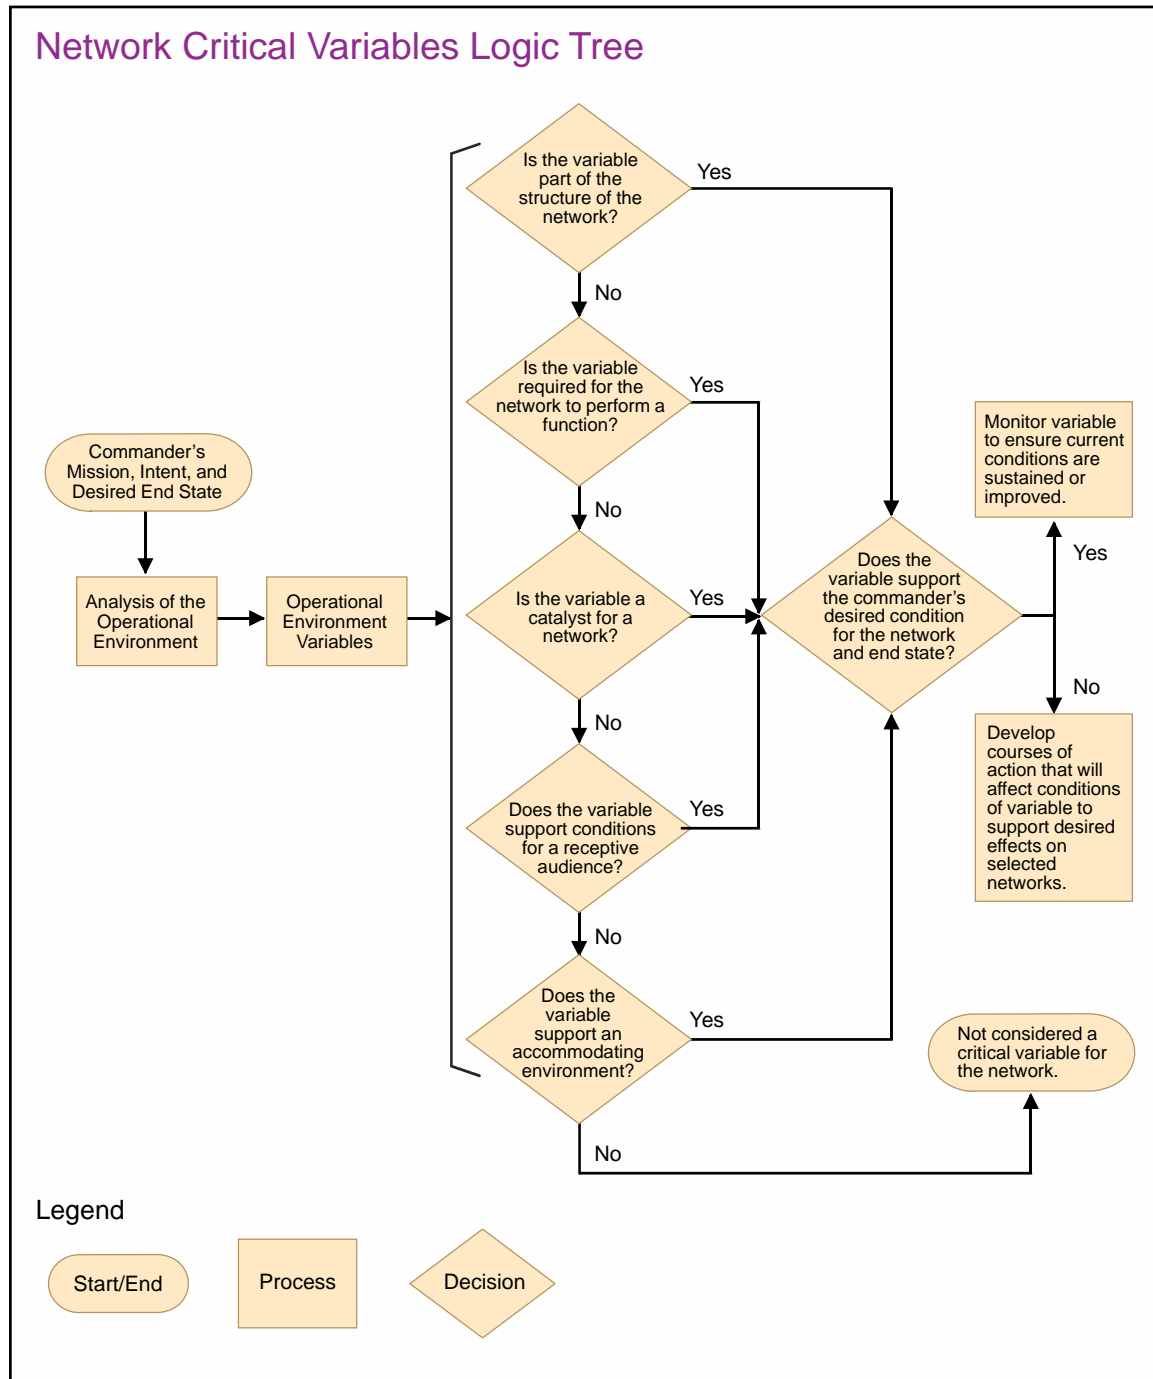 Network Critical Variables Logic Tree
Is the variable
part of the
structure of the
network?
Yes
No
Is the variable
required for the
network to perform a
function?
Yes
No
Commander’s
Mission, Intent, and
Desired End State
Analysis of the
Operational
Environment
Operational
Environment
Variables
Is the variable a
catalyst for a
network?
Yes
No
Does the variable
support conditions
for a receptive
audience?
Yes
No
Does the
variable
support an
accommodating
environment?
Yes
No
Does the
variable support
the commander’s
desired condition
for the network
and end state?
Monitor variable
to ensure current
conditions are
sustained or
improved.
Yes
No
Develop
courses of
action that will
affect conditions
of variable to
support desired
effects on
selected
networks.
Not considered a
critical variable for
the network.
Legend
Start/End
Process
Decision